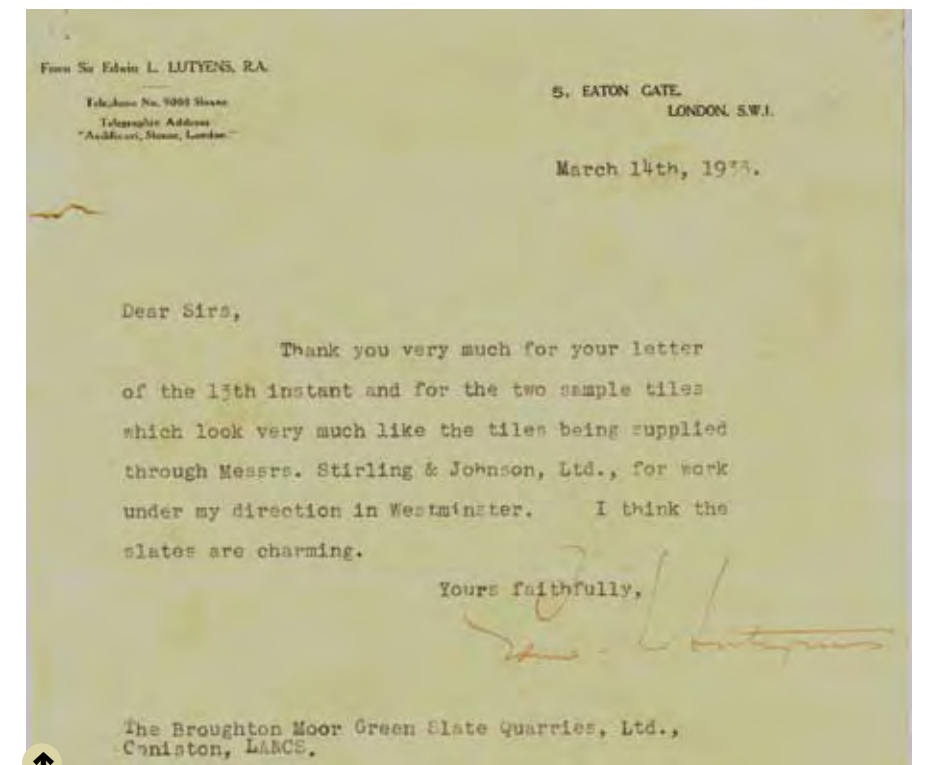 From Sir Edwin L. LUTYENS, R.A.
Telephone No. 9000 Sloane
Telegraphic Address
"Aedificavi, Sloane, London."
5, EATON GATE,
LONDON. S.W.1.
March 14th, 1933.
Dear Sirs,
Thank you very much for your letter
of the 13th instant and for the two sample tiles
which look very much like the tiles being supplied
through Messrs. Stirling & Johnson, Ltd., for work
under my direction in Westminster. I think the
slates are charming.
Yours faithfully,
The Broughton Moor Green Slate Quarries, Ltd.,
Coniston, LANCS.